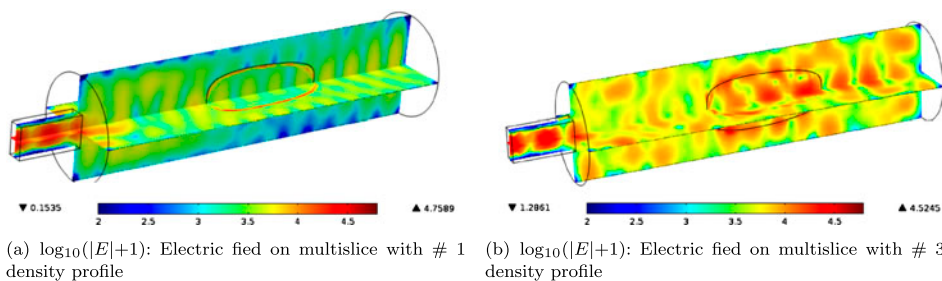 ▼ 0.1535 2 2.5 3 3.5 4 4.5 ▲ 4.7589
▼ 1.2861 2 2.5 3 3.5 4 4.5 ▲ 4.5245
(a) log₁₀(|E|+1): Electric fied on multislice with # 1
density profile
(b) log₁₀(|E|+1): Electric fied on multislice with # 3
density profile